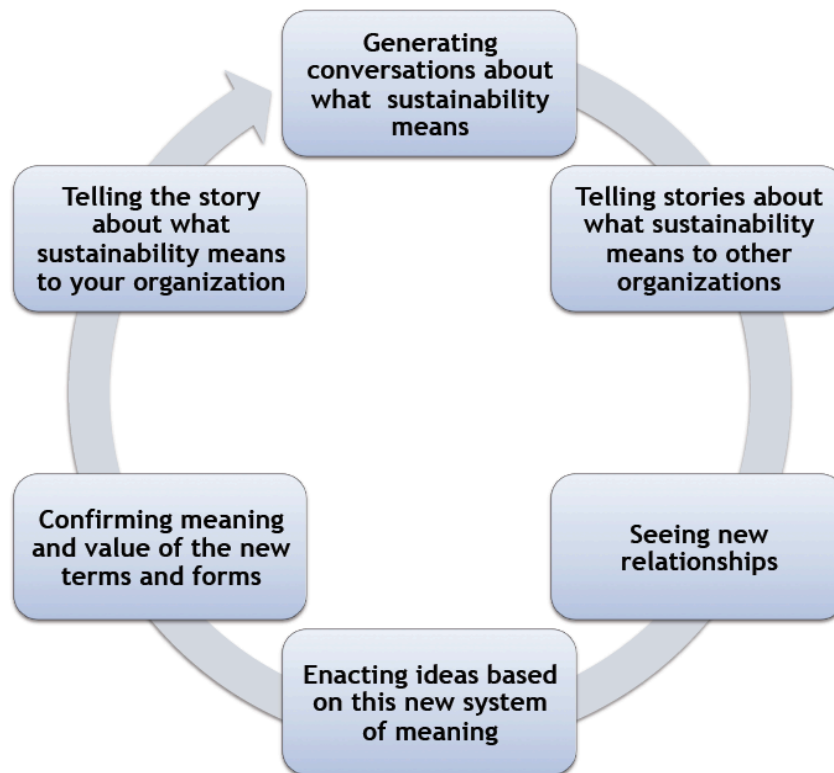 Generating
conversations about
what sustainability
means
Telling stories about
what sustainability
means to other
organizations
Seeing new
relationships
Enacting ideas based
on this new system
of meaning
Confirming meaning
and value of the new
terms and forms
Telling the story
about what
sustainability means
to your organization